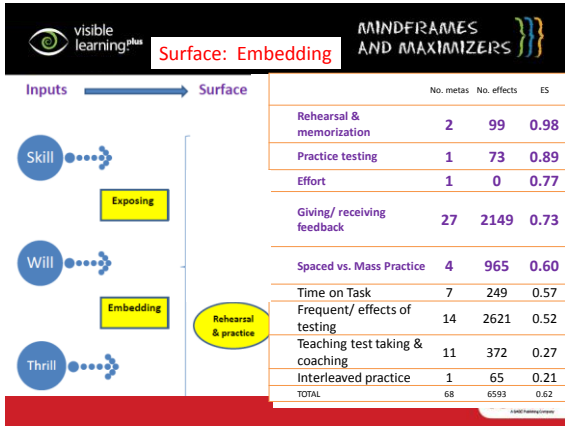 visible
learning.plus
Surface: Embedding
MINDFRAMES
AND MAXIMIZERS
Inputs
Surface
Skill
Exposing
Will
Embedding
Rehearsal
& practice
Thrill
No. metas No. effects ES
Rehearsal &
memorization 2 99 0.98
Practice testing 1 73 0.89
Effort 1 0 0.77
Giving/ receiving
feedback 27 2149 0.73
Spaced vs. Mass Practice 4 965 0.60
Time on Task 7 249 0.57
Frequent/ effects of
testing 14 2621 0.52
Teaching test taking &
coaching 11 372 0.27
Interleaved practice 1 65 0.21
TOTAL 68 6593 0.62
A SAGE Publishing Company